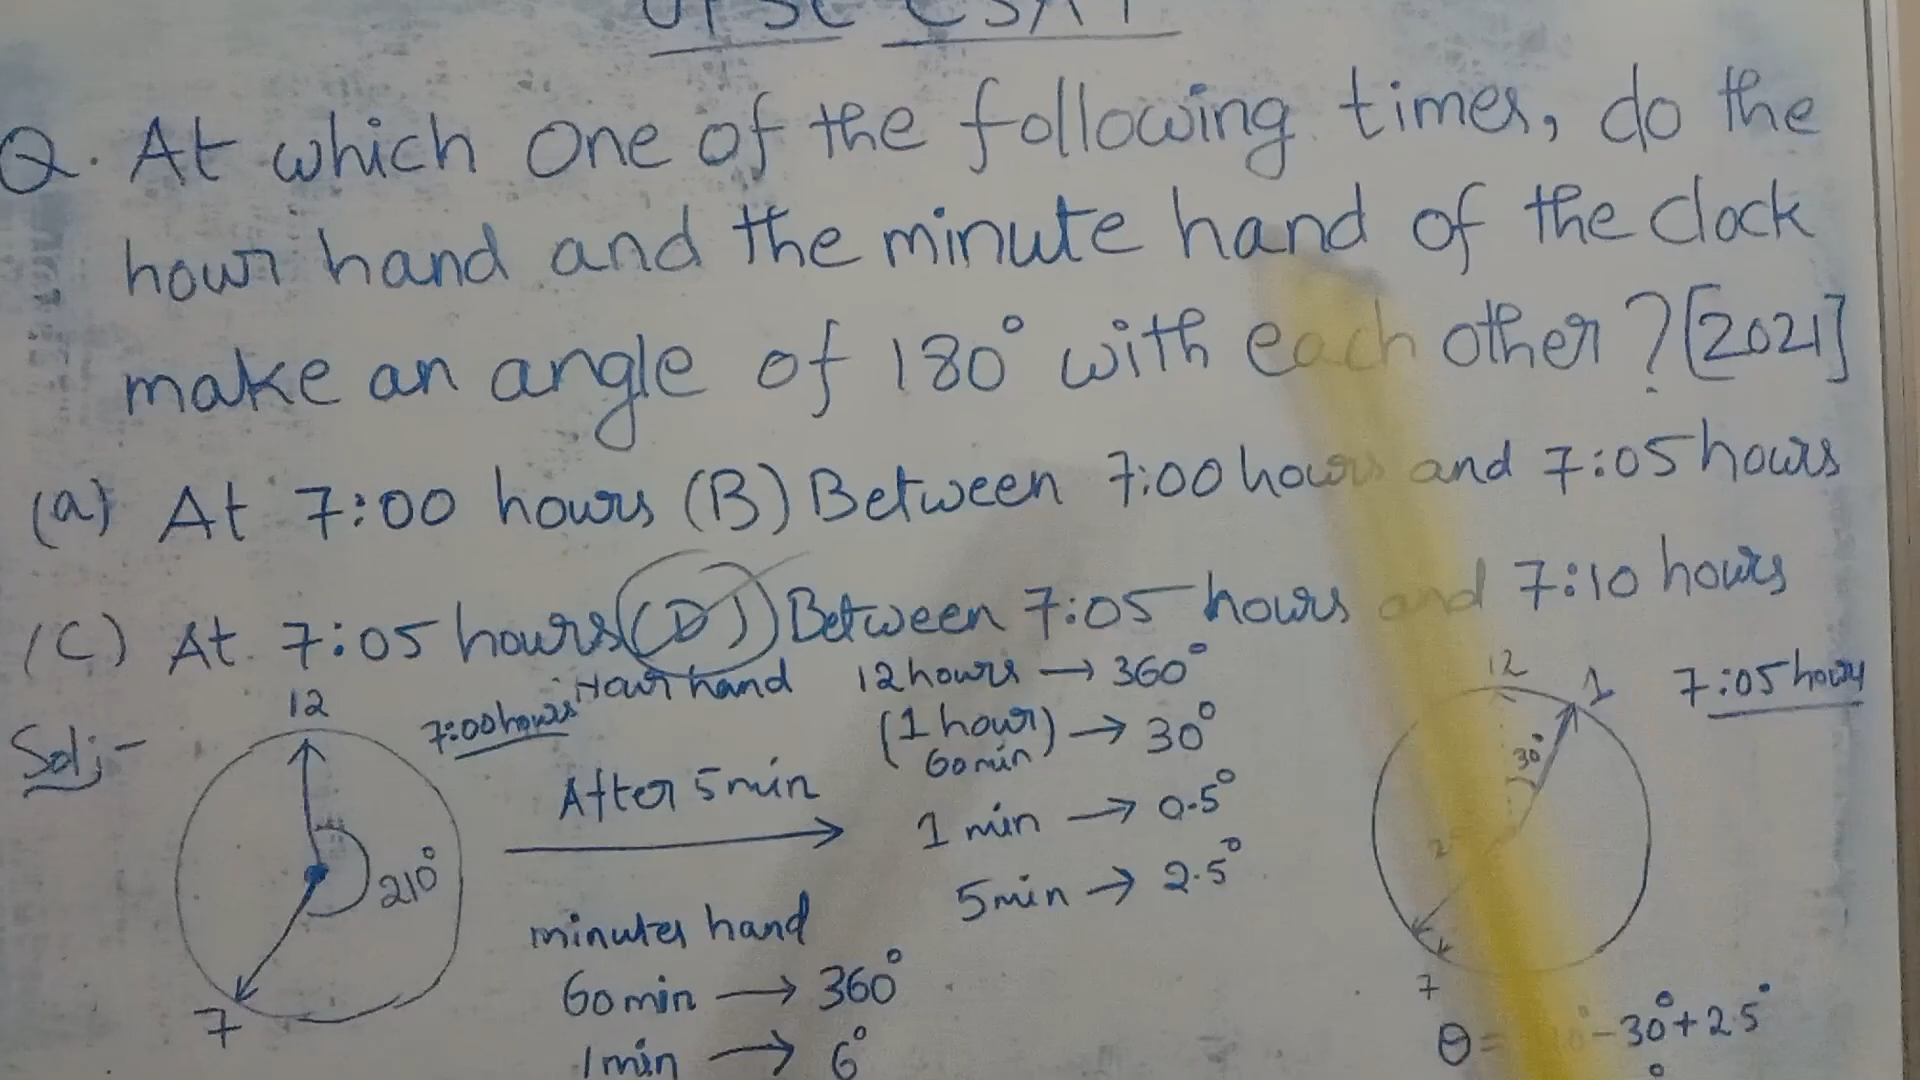 UPSC CSAT
Q. At which one of the following times, do the
hour hand and the minute hand of the clock
make an angle of 180° with each other? [2021]
(a) At 7:00 hours (B) Between 7:00 hours and 7:05 hours
(C) At 7:05 hours (D) Between 7:05 hours and 7:10 hours
Sol:-
12
7:00 hours
210°
7
After 5 min
Hour hand
12 hours → 360°
(1 hour) → 30°
60 min
1 min → 0.5°
5 min → 2.5°
minutes hand
60 min → 360°
1 min → 6°
12
1
7:05 hours
30°
7
θ = - 30° + 2.5°